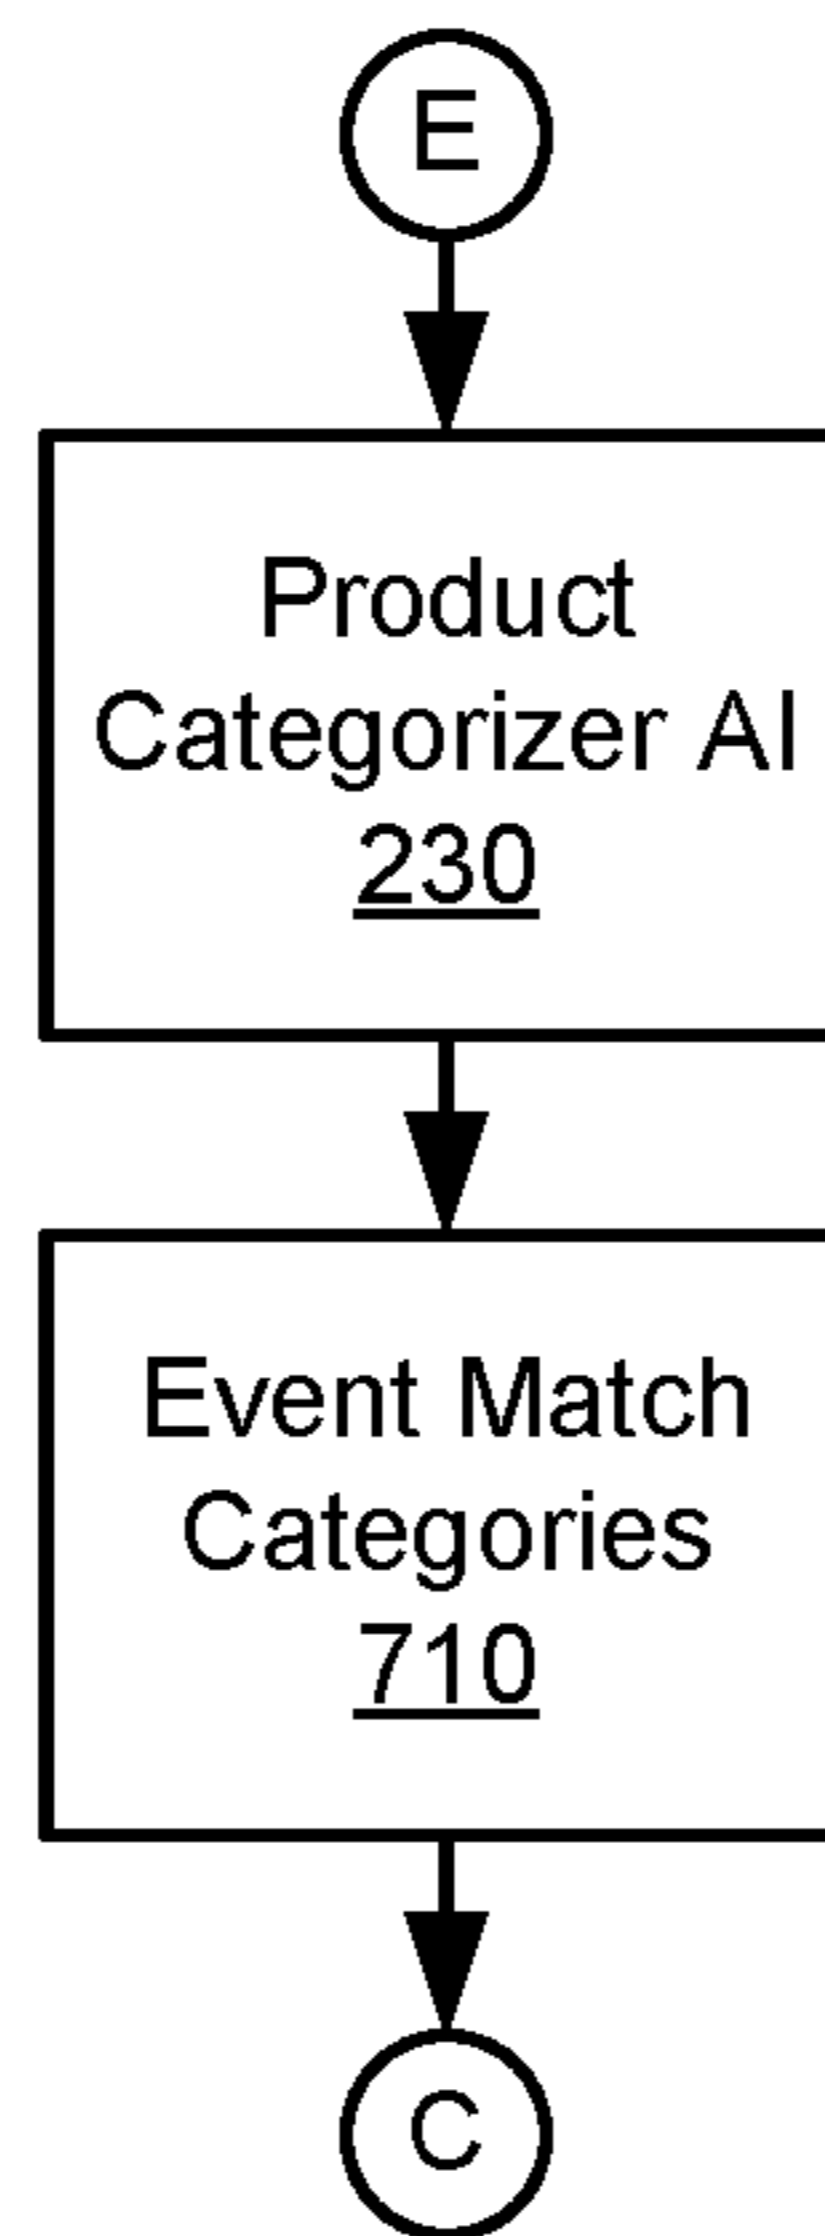 E
Product
Categorizer AI
230
Event Match
Categories
710
C